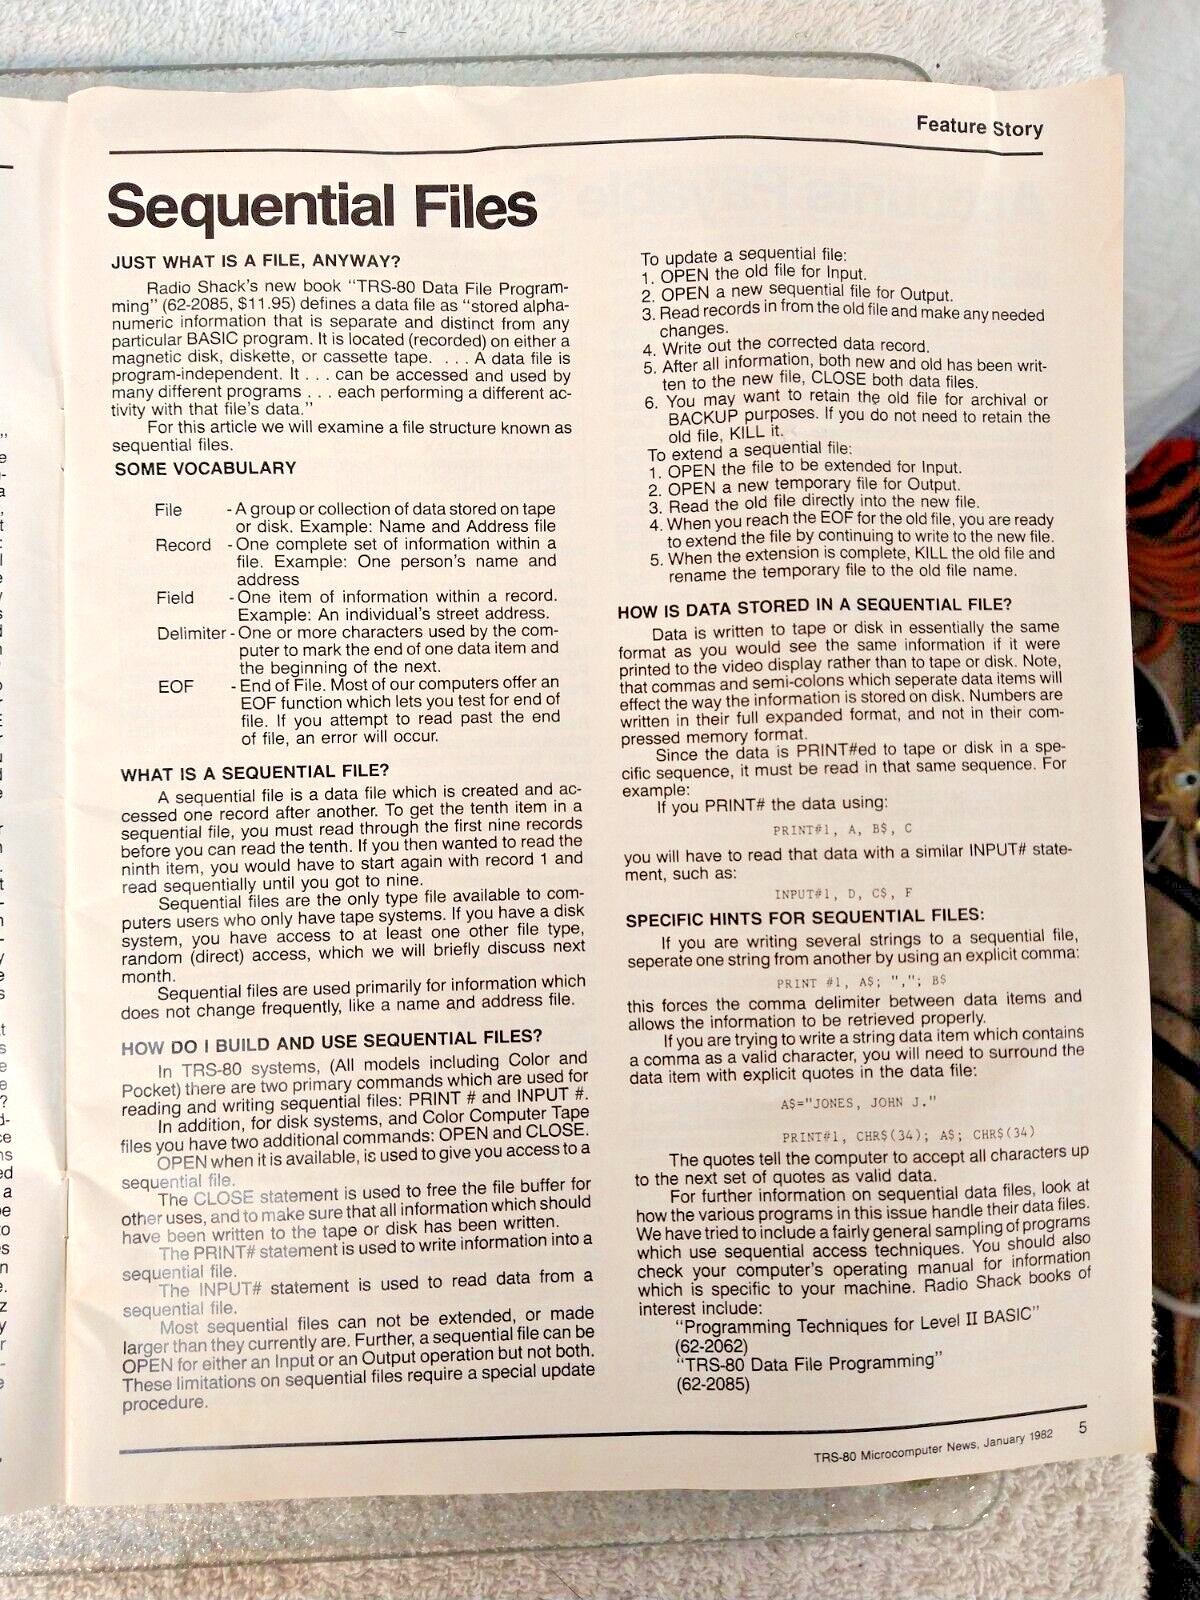 Feature Story
Sequential Files
JUST WHAT IS A FILE, ANYWAY?
Radio Shack's new book "TRS-80 Data File Program-
ming" (62-2085, $11.95) defines a data file as "stored alpha-
numeric information that is separate and distinct from any
particular BASIC program. It is located (recorded) on either a
magnetic disk, diskette, or cassette tape. . . . A data file is
program-independent. It . . . can be accessed and used by
many different programs . . . each performing a different ac-
tivity with that file's data."
For this article we will examine a file structure known as
sequential files.
SOME VOCABULARY
File - A group or collection of data stored on tape
or disk. Example: Name and Address file
Record - One complete set of information within a
file. Example: One person's name and
address
Field - One item of information within a record.
Example: An individual's street address.
Delimiter - One or more characters used by the com-
puter to mark the end of one data item and
the beginning of the next.
EOF - End of File. Most of our computers offer an
EOF function which lets you test for end of
file. If you attempt to read past the end
of file, an error will occur.
WHAT IS A SEQUENTIAL FILE?
A sequential file is a data file which is created and ac-
cessed one record after another. To get the tenth item in a
sequential file, you must read through the first nine records
before you can read the tenth. If you then wanted to read the
ninth item, you would have to start again with record 1 and
read sequentially until you got to nine.
Sequential files are the only type file available to com-
puters users who only have tape systems. If you have a disk
system, you have access to at least one other file type,
random (direct) access, which we will briefly discuss next
month.
Sequential files are used primarily for information which
does not change frequently, like a name and address file.
HOW DO I BUILD AND USE SEQUENTIAL FILES?
In TRS-80 systems, (All models including Color and
Pocket) there are two primary commands which are used for
reading and writing sequential files: PRINT # and INPUT #.
In addition, for disk systems, and Color Computer Tape
files you have two additional commands: OPEN and CLOSE.
OPEN when it is available, is used to give you access to a
sequential file.
The CLOSE statement is used to free the file buffer for
other uses, and to make sure that all information which should
have been written to the tape or disk has been written.
The PRINT# statement is used to write information into a
sequential file.
The INPUT# statement is used to read data from a
sequential file.
Most sequential files can not be extended, or made
larger than they currently are. Further, a sequential file can be
OPEN for either an Input or an Output operation but not both.
These limitations on sequential files require a special update
procedure.
To update a sequential file:
1. OPEN the old file for Input.
2. OPEN a new sequential file for Output.
3. Read records in from the old file and make any needed
changes.
4. Write out the corrected data record.
5. After all information, both new and old has been writ-
ten to the new file, CLOSE both data files.
6. You may want to retain the old file for archival or
BACKUP purposes. If you do not need to retain the
old file, KILL it.
To extend a sequential file:
1. OPEN the file to be extended for Input.
2. OPEN a new temporary file for Output.
3. Read the old file directly into the new file.
4. When you reach the EOF for the old file, you are ready
to extend the file by continuing to write to the new file.
5. When the extension is complete, KILL the old file and
rename the temporary file to the old file name.
HOW IS DATA STORED IN A SEQUENTIAL FILE?
Data is written to tape or disk in essentially the same
format as you would see the same information if it were
printed to the video display rather than to tape or disk. Note,
that commas and semi-colons which seperate data items will
effect the way the information is stored on disk. Numbers are
written in their full expanded format, and not in their com-
pressed memory format.
Since the data is PRINT#ed to tape or disk in a spe-
cific sequence, it must be read in that same sequence. For
example:
If you PRINT# the data using:
PRINT#1, A, B$, C
you will have to read that data with a similar INPUT# state-
ment, such as:
INPUT#1, D, C$, F
SPECIFIC HINTS FOR SEQUENTIAL FILES:
If you are writing several strings to a sequential file,
seperate one string from another by using an explicit comma:
PRINT #1, A$; ","; B$
this forces the comma delimiter between data items and
allows the information to be retrieved properly.
If you are trying to write a string data item which contains
a comma as a valid character, you will need to surround the
data item with explicit quotes in the data file:
A$="JONES, JOHN J."
PRINT#1, CHR$(34); A$; CHR$(34)
The quotes tell the computer to accept all characters up
to the next set of quotes as valid data.
For further information on sequential data files, look at
how the various programs in this issue handle their data files.
We have tried to include a fairly general sampling of programs
which use sequential access techniques. You should also
check your computer's operating manual for information
which is specific to your machine. Radio Shack books of
interest include:
"Programming Techniques for Level II BASIC"
(62-2062)
"TRS-80 Data File Programming"
(62-2085)
TRS-80 Microcomputer News, January 1982 5